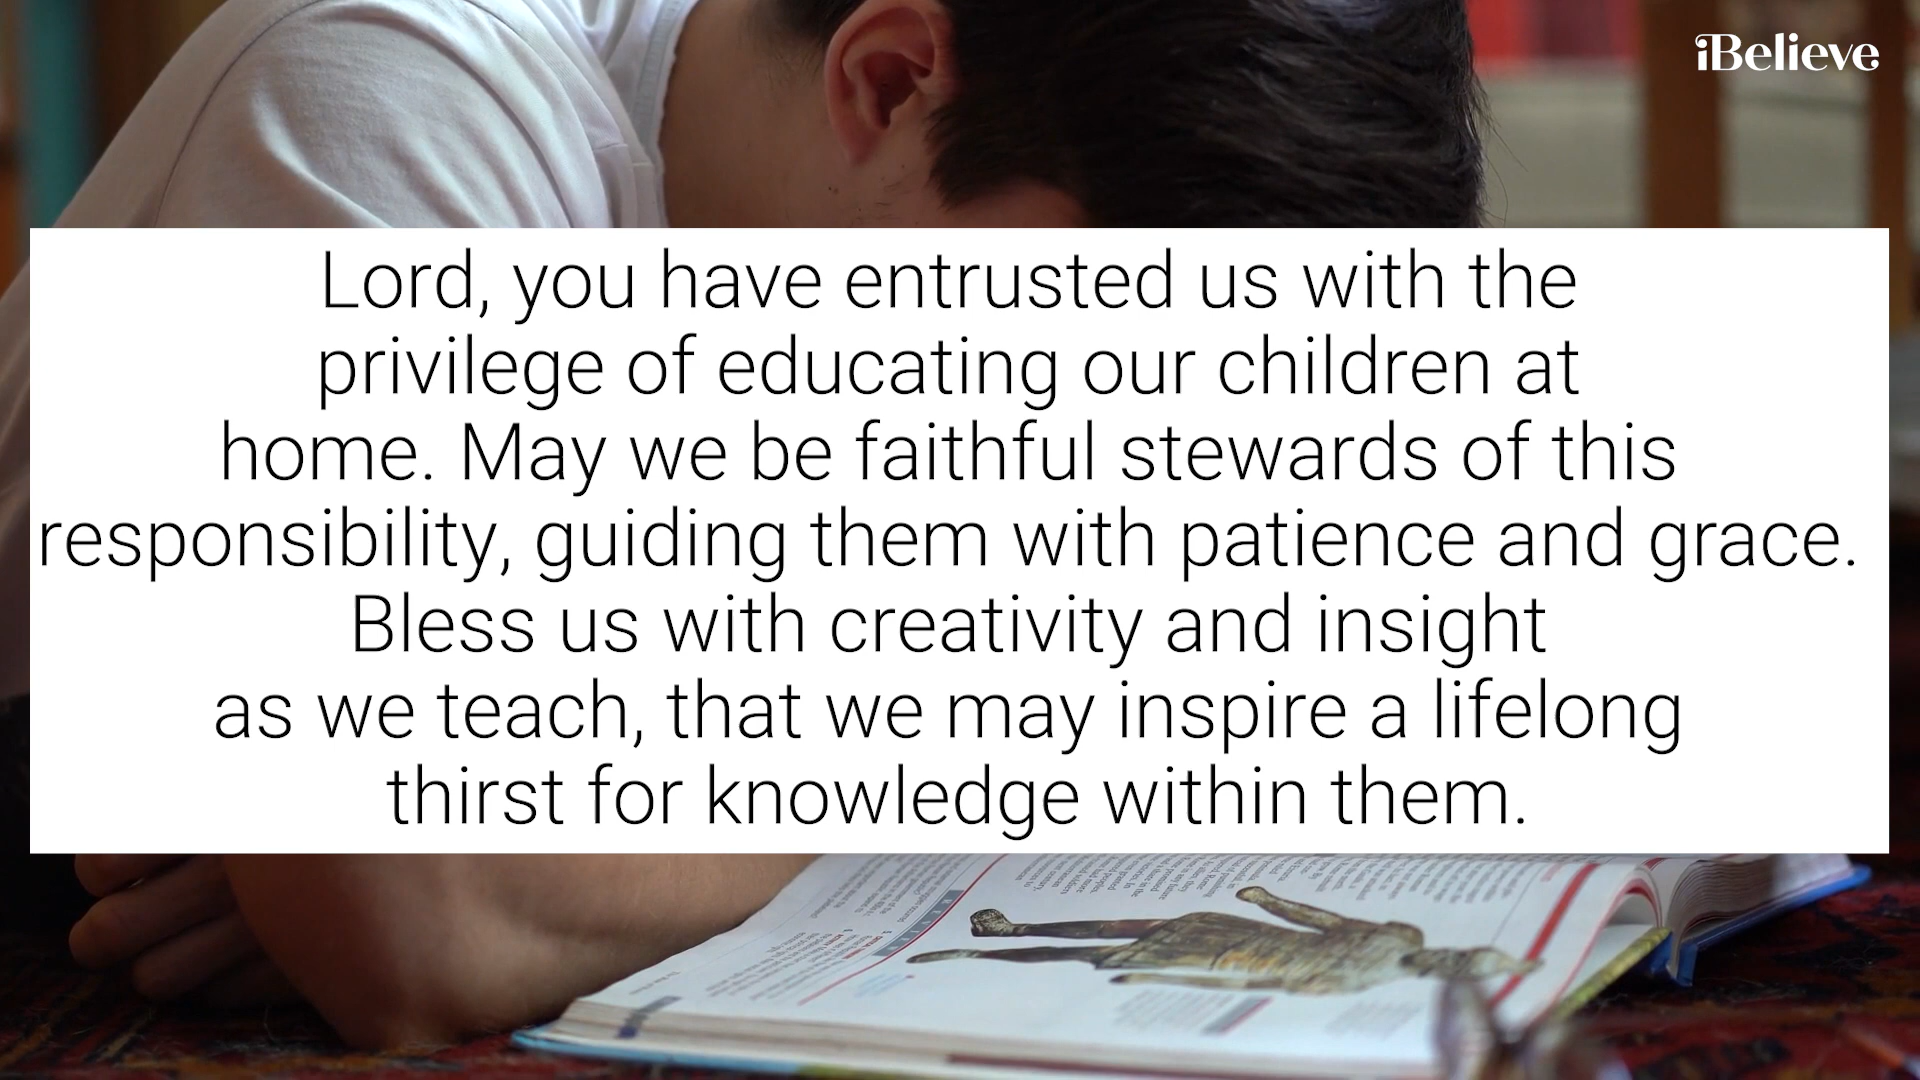 iBelieve
Lord, you have entrusted us with the
privilege of educating our children at
home. May we be faithful stewards of this
responsibility, guiding them with patience and grace.
Bless us with creativity and insight
as we teach, that we may inspire a lifelong
thirst for knowledge within them.